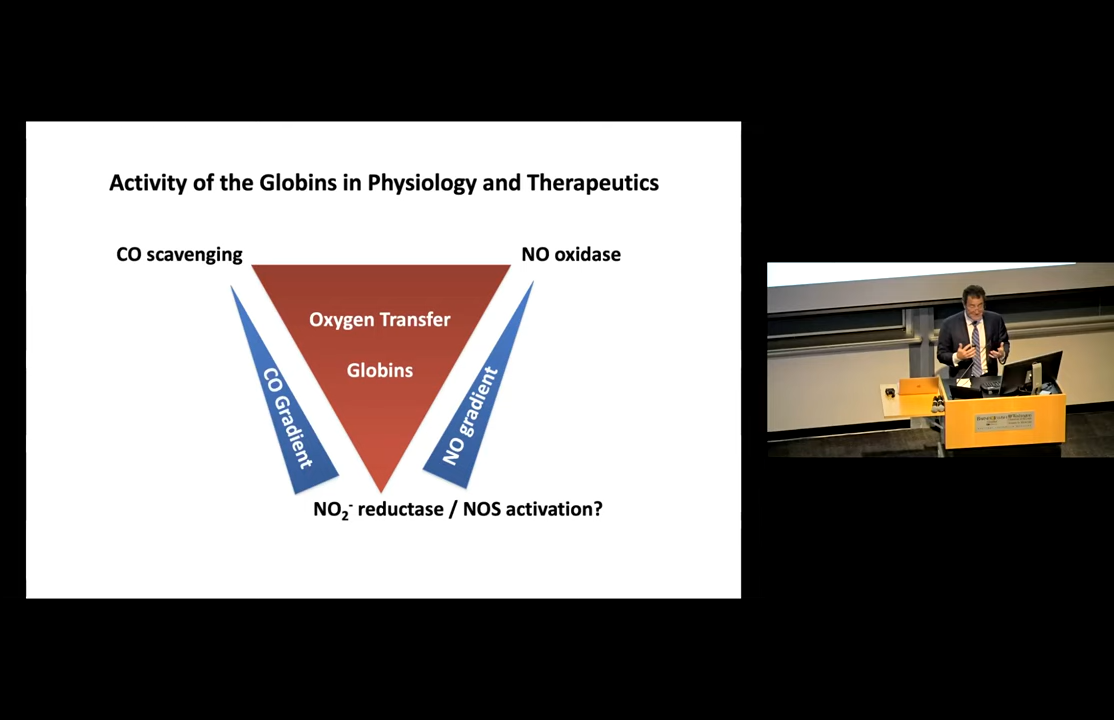 Activity of the Globins in Physiology and Therapeutics
CO scavenging
NO oxidase
Oxygen Transfer
Globins
CO Gradient
NO gradient
NO₂⁻ reductase / NOS activation?